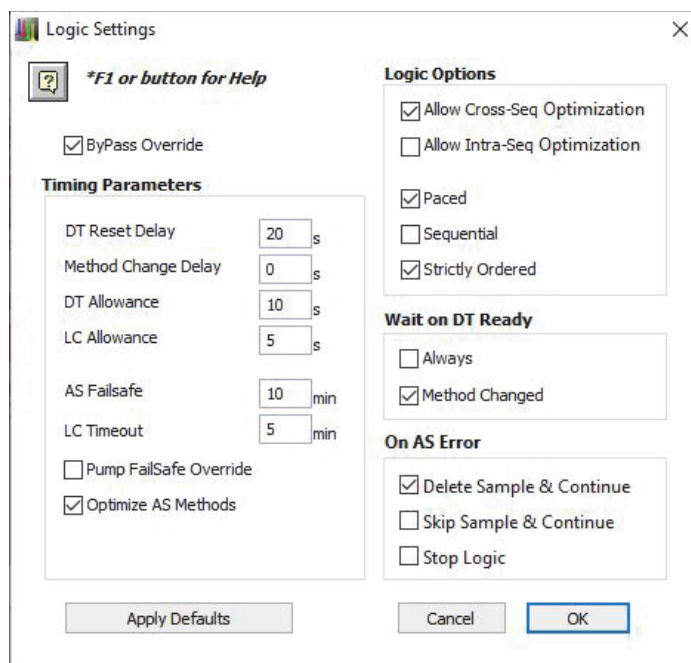 Logic Settings
*F1 or button for Help
ByPass Override
Timing Parameters
DT Reset Delay 20 s
Method Change Delay 0 s
DT Allowance 10 s
LC Allowance 5 s
AS Failsafe 10 min
LC Timeout 5 min
Pump FailSafe Override
Optimize AS Methods
Logic Options
Allow Cross-Seq Optimization
Allow Intra-Seq Optimization
Paced
Sequential
Strictly Ordered
Wait on DT Ready
Always
Method Changed
On AS Error
Delete Sample & Continue
Skip Sample & Continue
Stop Logic
Apply Defaults
Cancel
OK